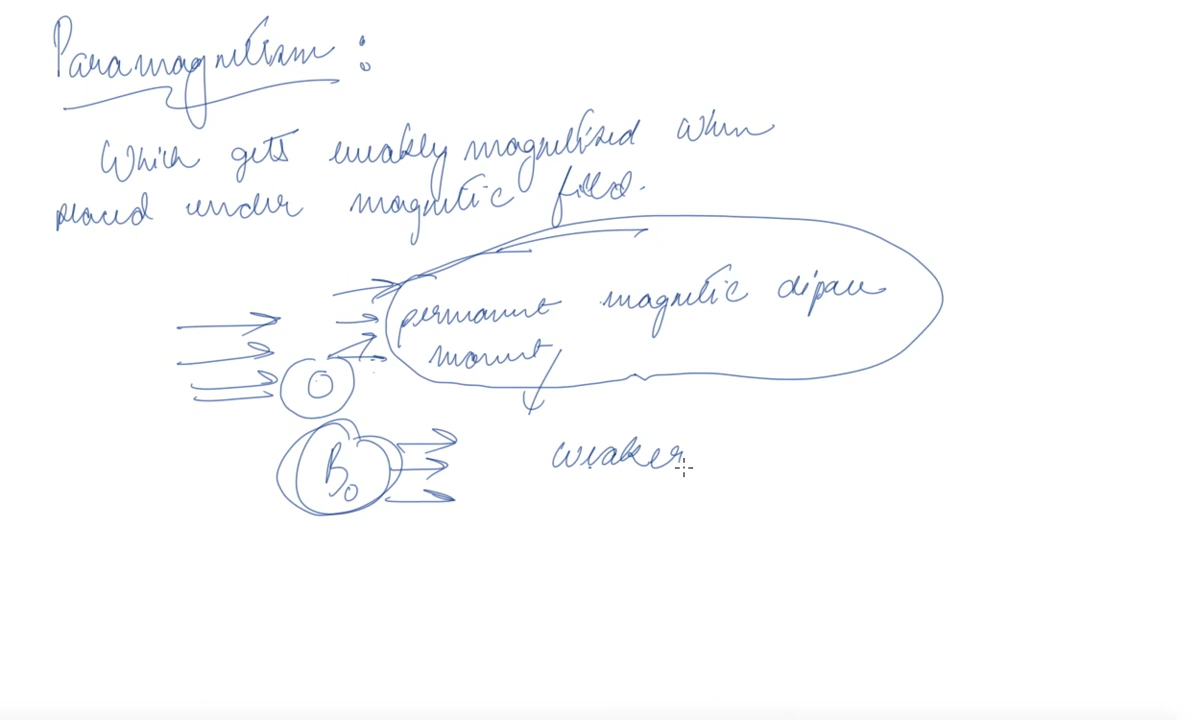 Paramagnetism :
Which gets weakly magnetized when
placed under magnetic field.
permanent magnetic dipole
moment
O
B₀
weaker